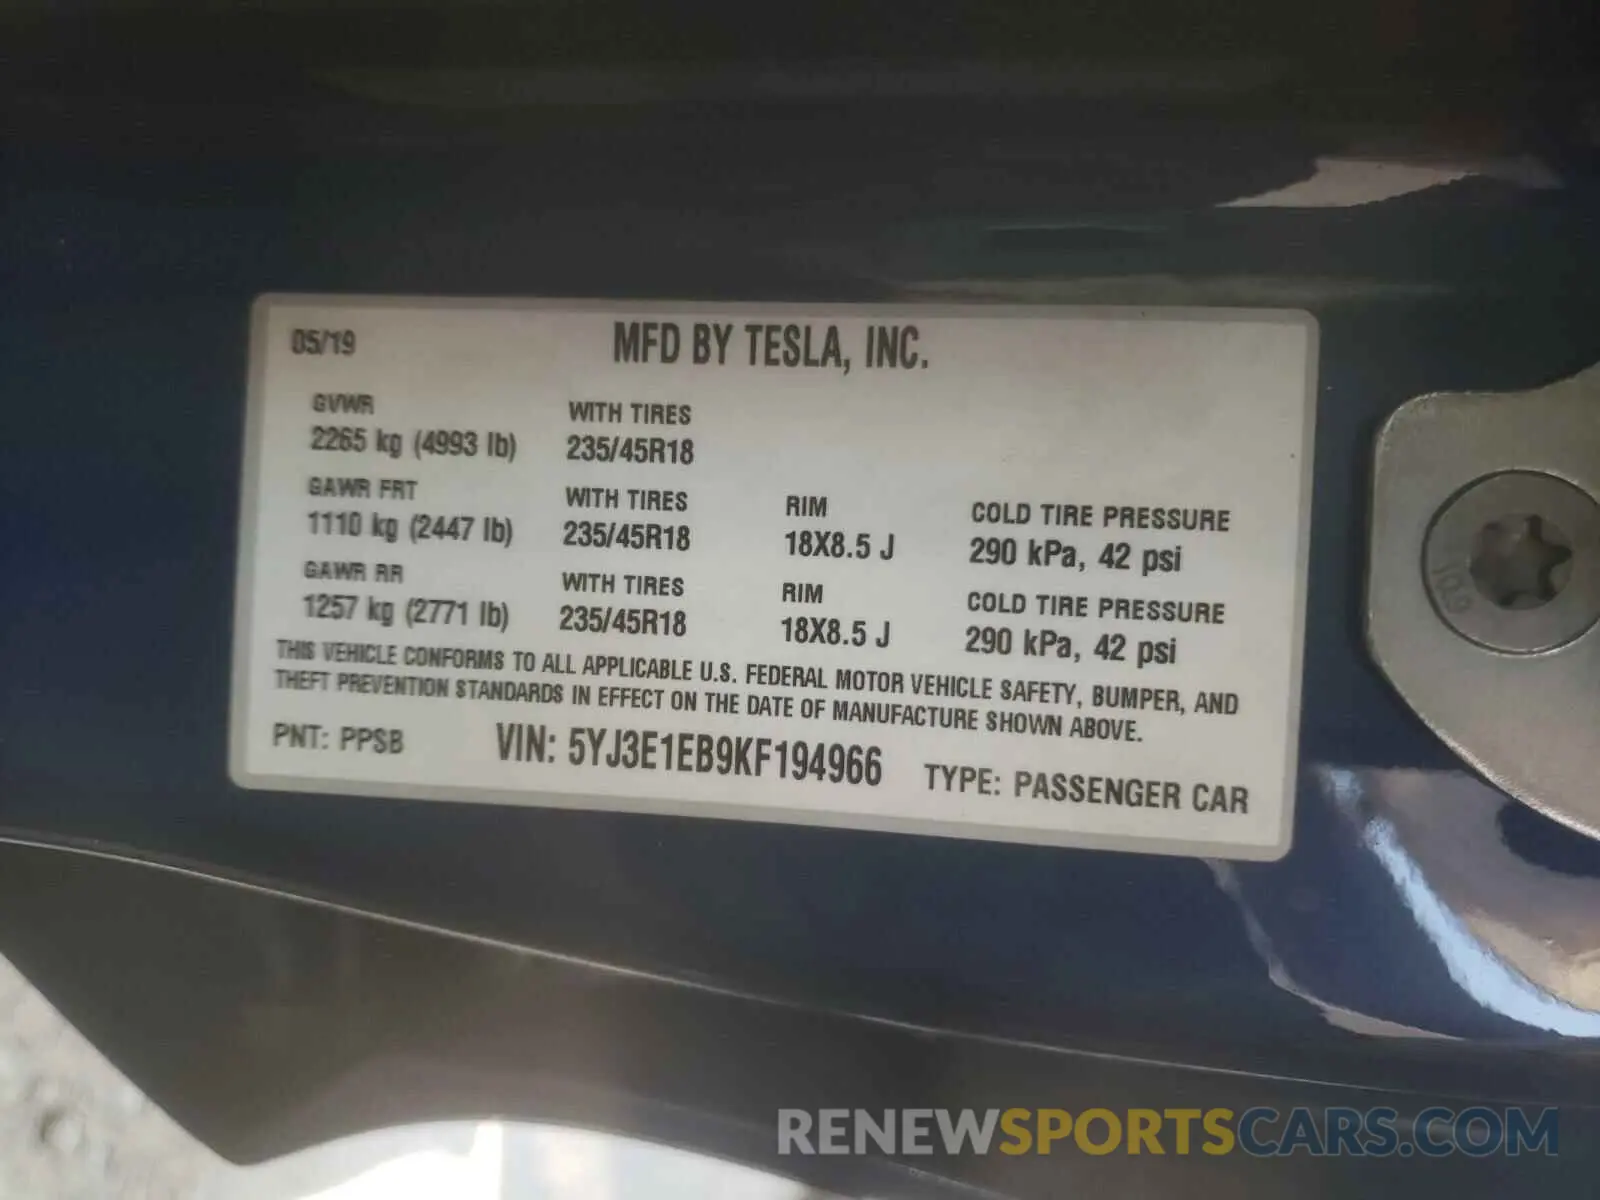 05/19 MFD BY TESLA, INC.
GVWR WITH TIRES
2265 kg (4993 lb) 235/45R18
GAWR FRT WITH TIRES RIM COLD TIRE PRESSURE
1110 kg (2447 lb) 235/45R18 18X8.5 J 290 kPa, 42 psi
GAWR RR WITH TIRES RIM COLD TIRE PRESSURE
1257 kg (2771 lb) 235/45R18 18X8.5 J 290 kPa, 42 psi
THIS VEHICLE CONFORMS TO ALL APPLICABLE U.S. FEDERAL MOTOR VEHICLE SAFETY, BUMPER, AND
THEFT PREVENTION STANDARDS IN EFFECT ON THE DATE OF MANUFACTURE SHOWN ABOVE.
PNT: PPSB VIN: 5YJ3E1EB9KF194966 TYPE: PASSENGER CAR
RENEWSPORTSCARS.COM